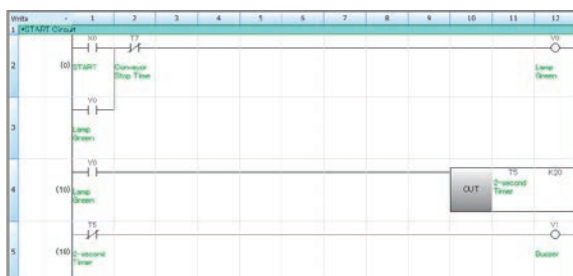 Write 1 2 3 4 5 6 7 8 9 10 11 12
1 *START Circuit
X0 T7 Y0
2 (0) START Conveyor Stop Time Lamp Green
Y0
3 Lamp Green
Y0 T5 K20
4 (10) Lamp Green OUT 2-second Timer
T5 Y1
5 (16) 2-second Timer Buzzer